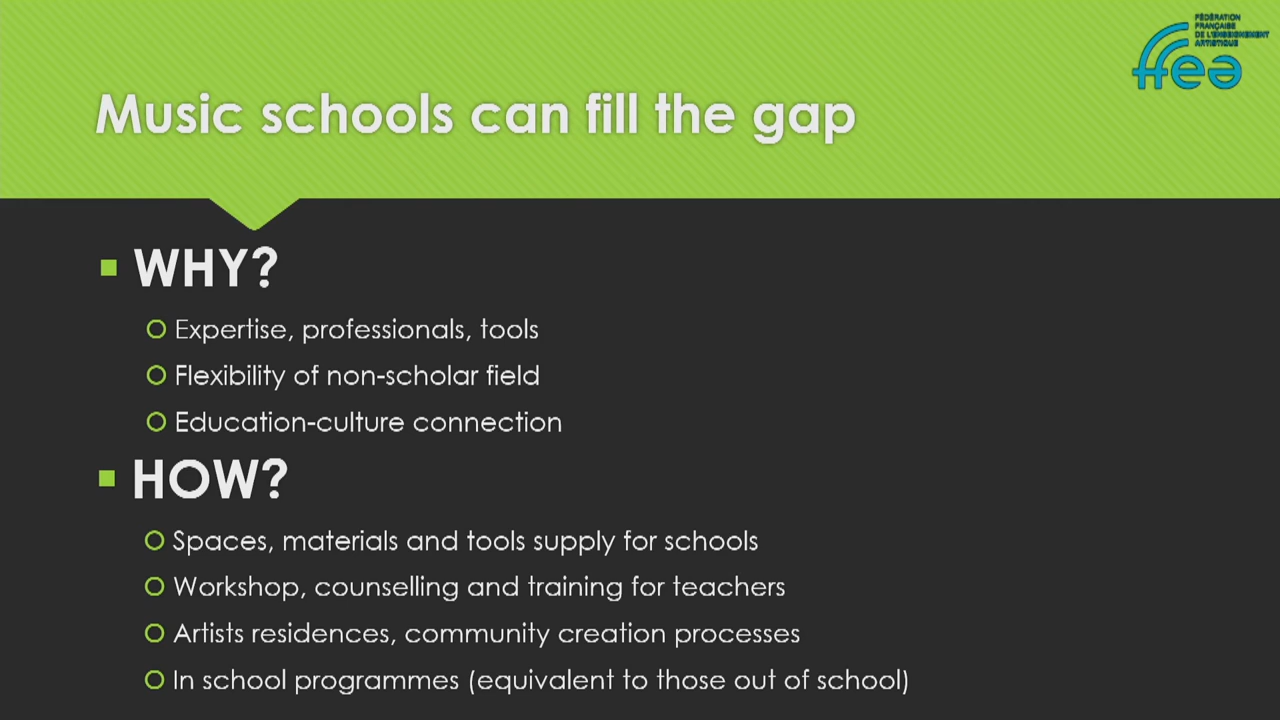 FÉDÉRATION
FRANÇAISE
DE L'ENSEIGNEMENT
ARTISTIQUE
ffea
Music schools can fill the gap
WHY?
Expertise, professionals, tools
Flexibility of non-scholar field
Education-culture connection
HOW?
Spaces, materials and tools supply for schools
Workshop, counselling and training for teachers
Artists residences, community creation processes
In school programmes (equivalent to those out of school)